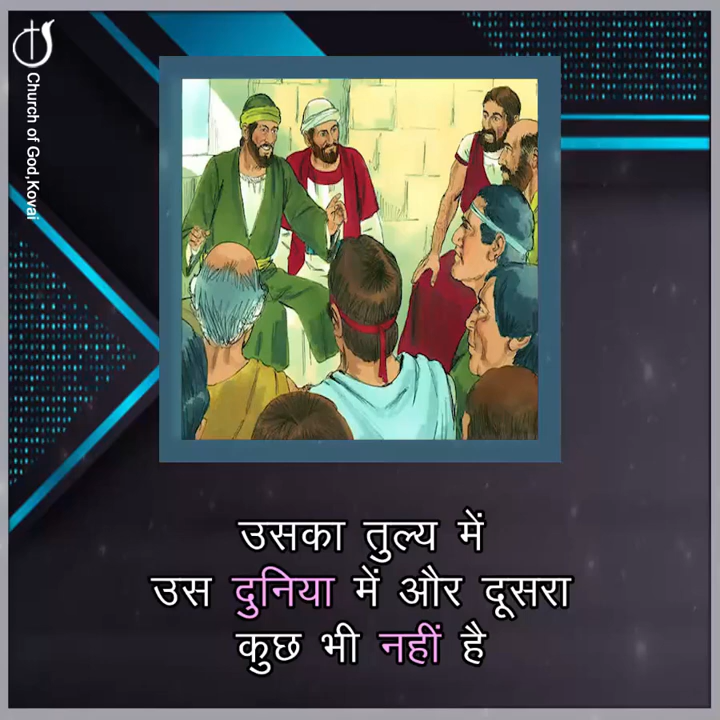 Church of God,Kovai
उसका तुल्य में
उस दुनिया में और दूसरा
कुछ भी नहीं है